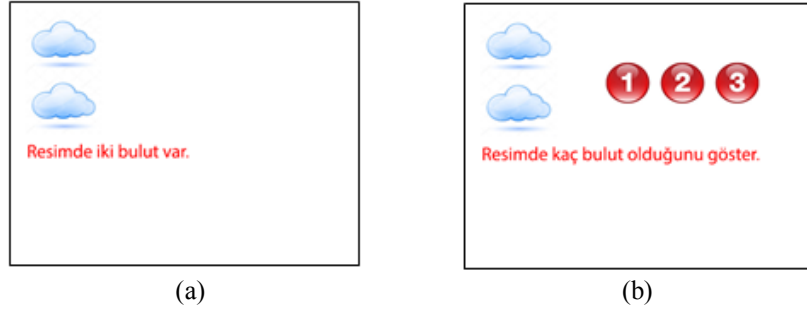 1 2 3
Resimde iki bulut var.
Resimde kaç bulut olduğunu göster.
(a)
(b)